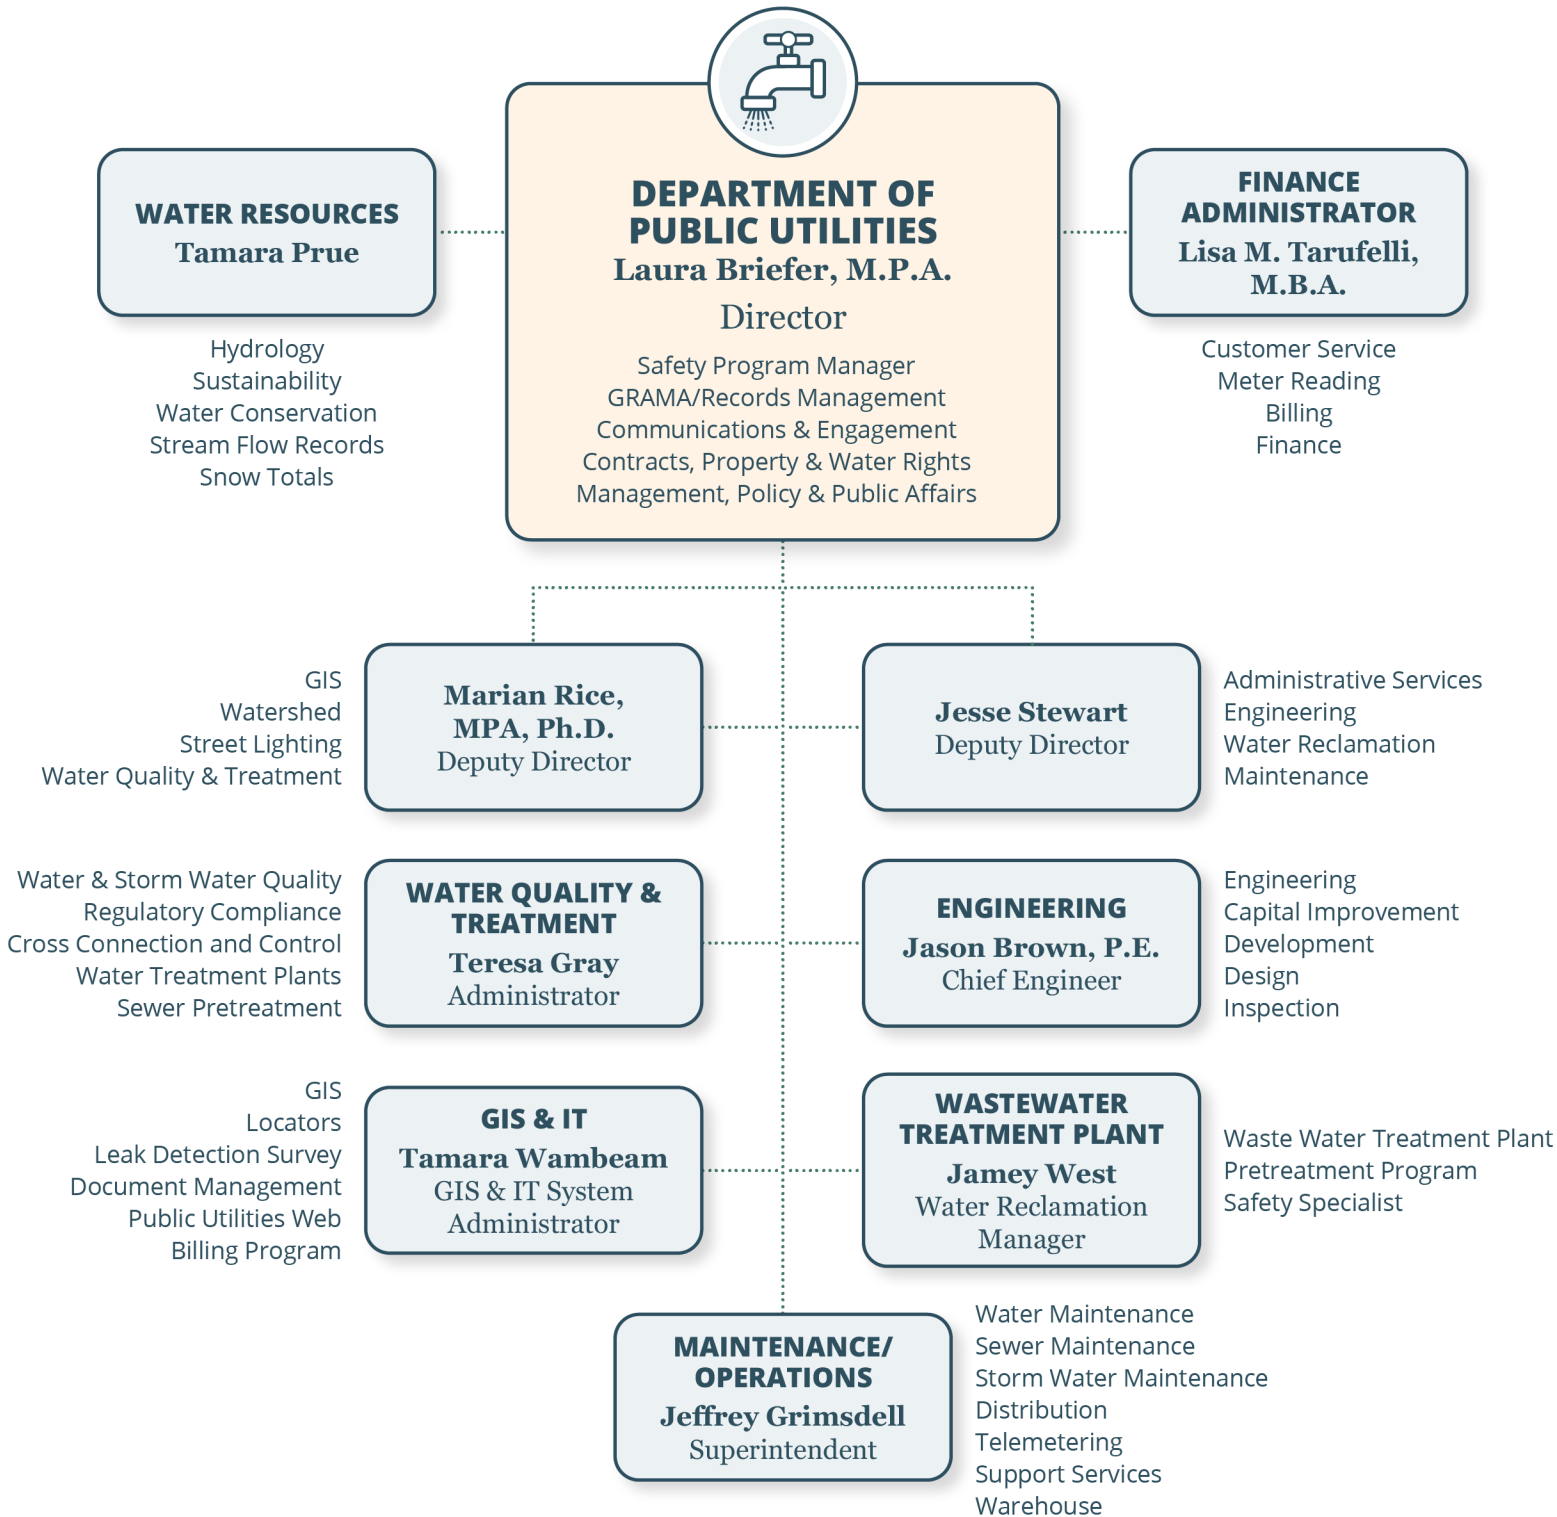 DEPARTMENT OF
PUBLIC UTILITIES
Laura Briefer, M.P.A.
Director
Safety Program Manager
GRAMA/Records Management
Communications & Engagement
Contracts, Property & Water Rights
Management, Policy & Public Affairs
WATER RESOURCES
Tamara Prue
Hydrology
Sustainability
Water Conservation
Stream Flow Records
Snow Totals
FINANCE
ADMINISTRATOR
Lisa M. Tarufelli,
M.B.A.
Customer Service
Meter Reading
Billing
Finance
GIS
Watershed
Street Lighting
Water Quality & Treatment
Marian Rice,
MPA, Ph.D.
Deputy Director
Jesse Stewart
Deputy Director
Administrative Services
Engineering
Water Reclamation
Maintenance
Water & Storm Water Quality
Regulatory Compliance
Cross Connection and Control
Water Treatment Plants
Sewer Pretreatment
WATER QUALITY &
TREATMENT
Teresa Gray
Administrator
ENGINEERING
Jason Brown, P.E.
Chief Engineer
Engineering
Capital Improvement
Development
Design
Inspection
GIS
Locators
Leak Detection Survey
Document Management
Public Utilities Web
Billing Program
GIS & IT
Tamara Wambeam
GIS & IT System
Administrator
WASTEWATER
TREATMENT PLANT
Jamey West
Water Reclamation
Manager
Waste Water Treatment Plant
Pretreatment Program
Safety Specialist
MAINTENANCE/
OPERATIONS
Jeffrey Grimsdell
Superintendent
Water Maintenance
Sewer Maintenance
Storm Water Maintenance
Distribution
Telemetering
Support Services
Warehouse